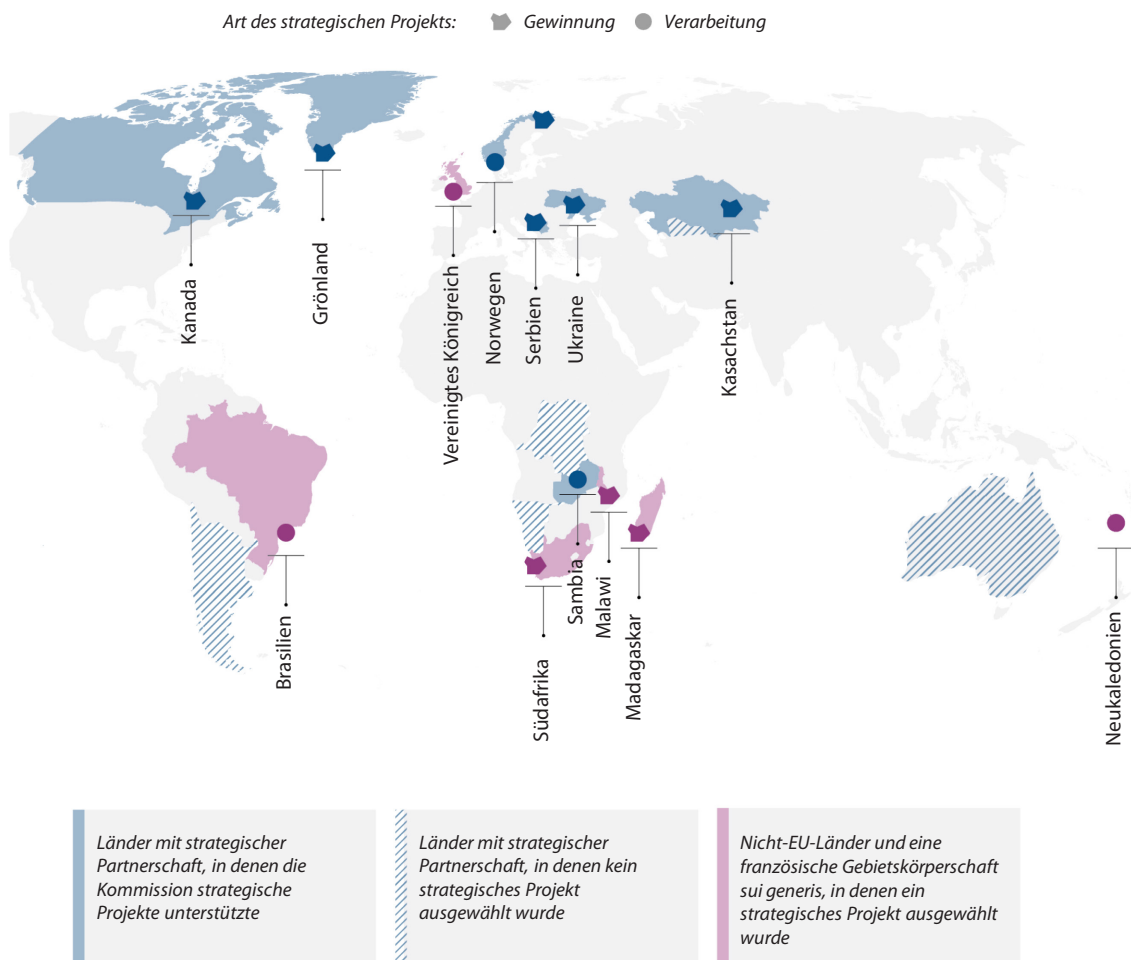 Art des strategischen Projekts: Gewinnung Verarbeitung
Kanada
Grönland
Vereinigtes Königreich
Norwegen
Serbien
Ukraine
Kasachstan
Brasilien
Südafrika
Sambia
Malawi
Madagaskar
Neukaledonien
Länder mit strategischer
Partnerschaft, in denen die
Kommission strategische
Projekte unterstützte
Länder mit strategischer
Partnerschaft, in denen kein
strategisches Projekt
ausgewählt wurde
Nicht-EU-Länder und eine
französische Gebietskörperschaft
sui generis, in denen ein
strategisches Projekt ausgewählt
wurde